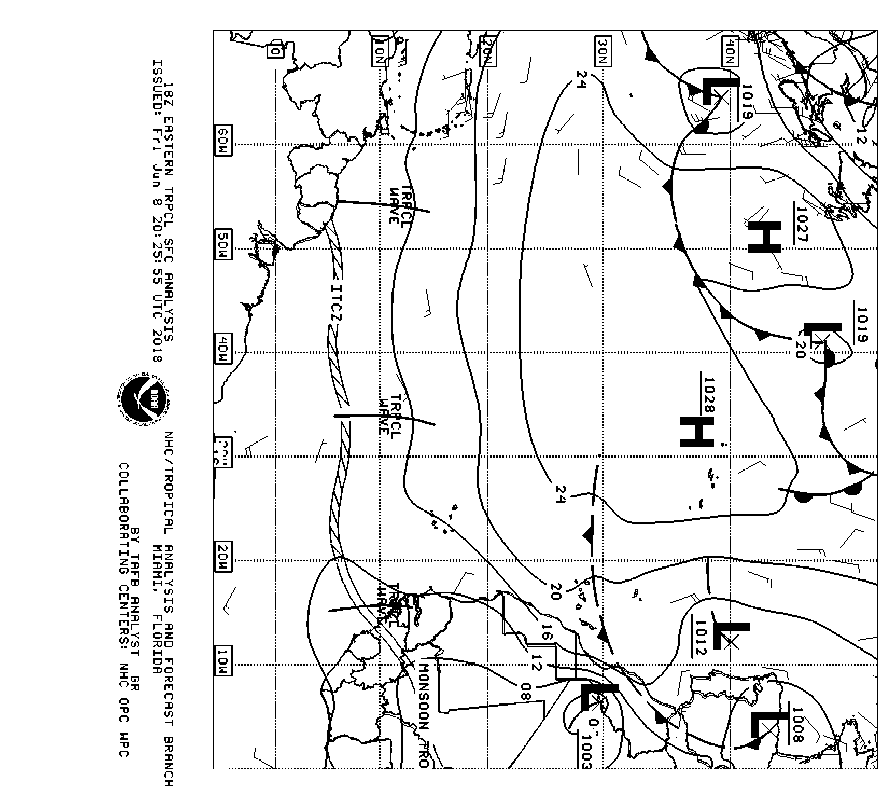 18Z EASTERN TRPCL SFC ANALYSIS
ISSUED: Fri Jun 8 20:25:55 UTC 2018
NHC/TROPICAL ANALYSIS AND FORECAST BRANCH
MIAMI, FLORIDA
BY TAFB ANALYST BR
COLLABORATING CENTERS: NHC OPC WPC
40N
30N
20N
10N
0
60W
50W
40W
20W
10W
1019
L
12
1027
H
1019
L
20
1028
H
24
24
20
16
12
08
1012
L
1008
L
L
TRPCL
WAVE
TRPCL
WAVE
TRPCL
WAVE
ITCZ
MONSOON TRO